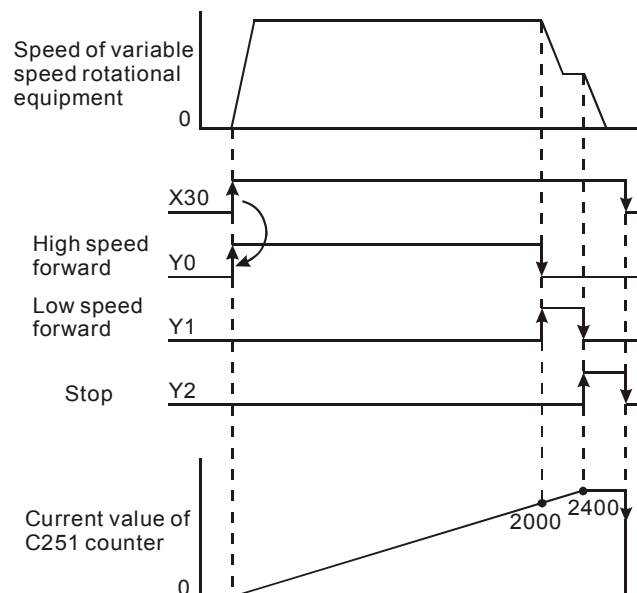 Speed of variable
speed rotational
equipment
0
X30
High speed
forward
Y0
Low speed
forward
Y1
Stop
Y2
Current value of
C251 counter
2000
2400
0